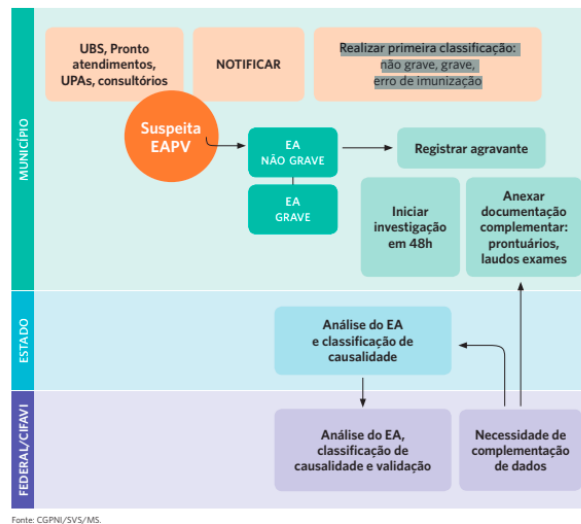 UBS, Pronto
atendimentos,
UPAs, consultórios
NOTIFICAR
Realizar primeira classificação:
não grave, grave,
erro de imunização
MUNICÍPIO
Suspeita
EAPV
EA
NÃO GRAVE
Registrar agravante
EA
GRAVE
Iniciar
investigação
em 48h
Anexar
documentação
complementar:
prontuários,
laudos exames
ESTADO
Análise do EA
e classificação de
causalidade
FEDERAL/CIFAVI
Análise do EA,
classificação de
causalidade e validação
Necessidade de
complementação
de dados
Fonte: CGPNI/SVS/MS.